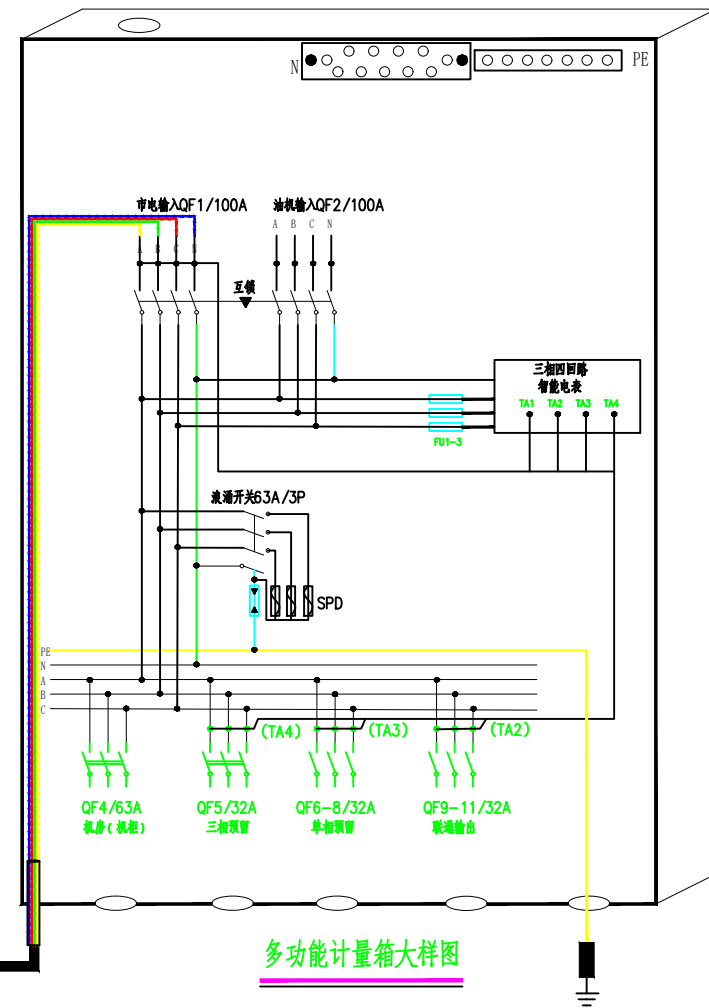 N
PE
市电输入QF1/100A
油机输入QF2/100A
A B C N
A B C N
互锁
三相四回路
智能电表
TA1 TA2 TA3 TA4
FU1-3
浪涌开关63A/3P
SPD
PE
N
A
B
C
(TA4)
(TA3)
(TA2)
QF4/63A
机房(机柜)
QF5/32A
三相预留
QF6-8/32A
单相预留
QF9-11/32A
联通输出
多功能计量箱大样图